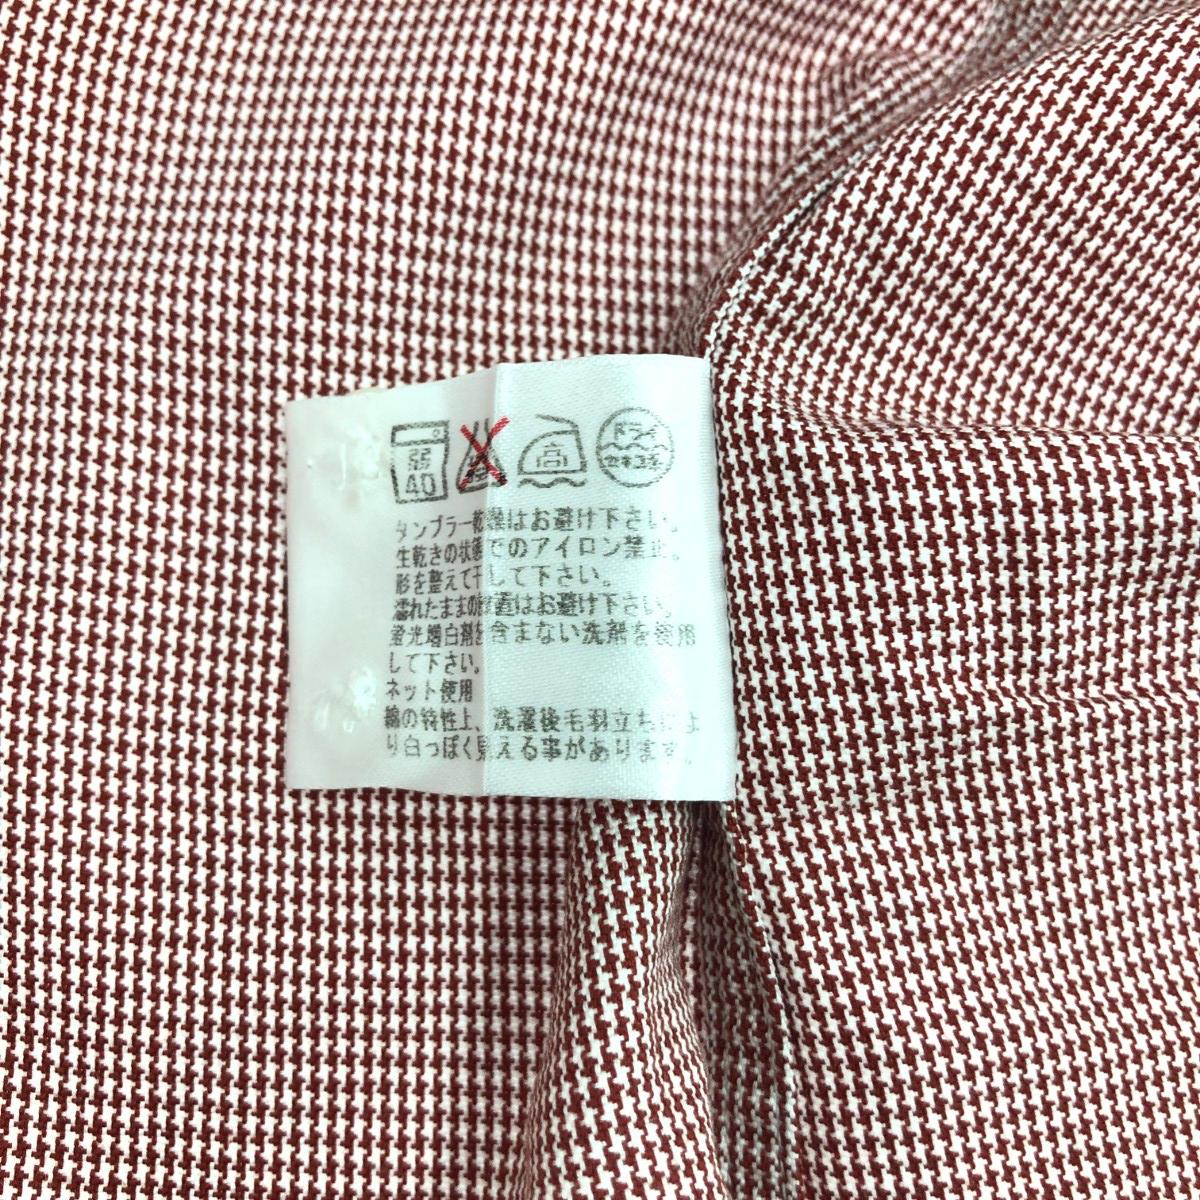 弱 高 ドライ
40 セキユ系
タンブラー乾燥はお避け下さい。
生乾きの状態でのアイロン禁止。
形を整えて干して下さい。
濡れたままの放置はお避け下さい。
蛍光増白剤を含まない洗剤を使用
して下さい。
ネット使用
綿の特性上、洗濯後毛羽立ちによ
り白っぽく見える事があります。